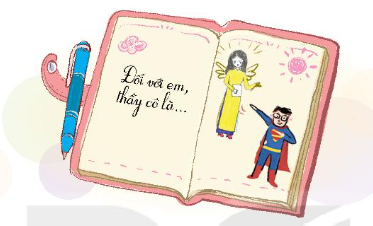 Đối với em,
thầy cô là...